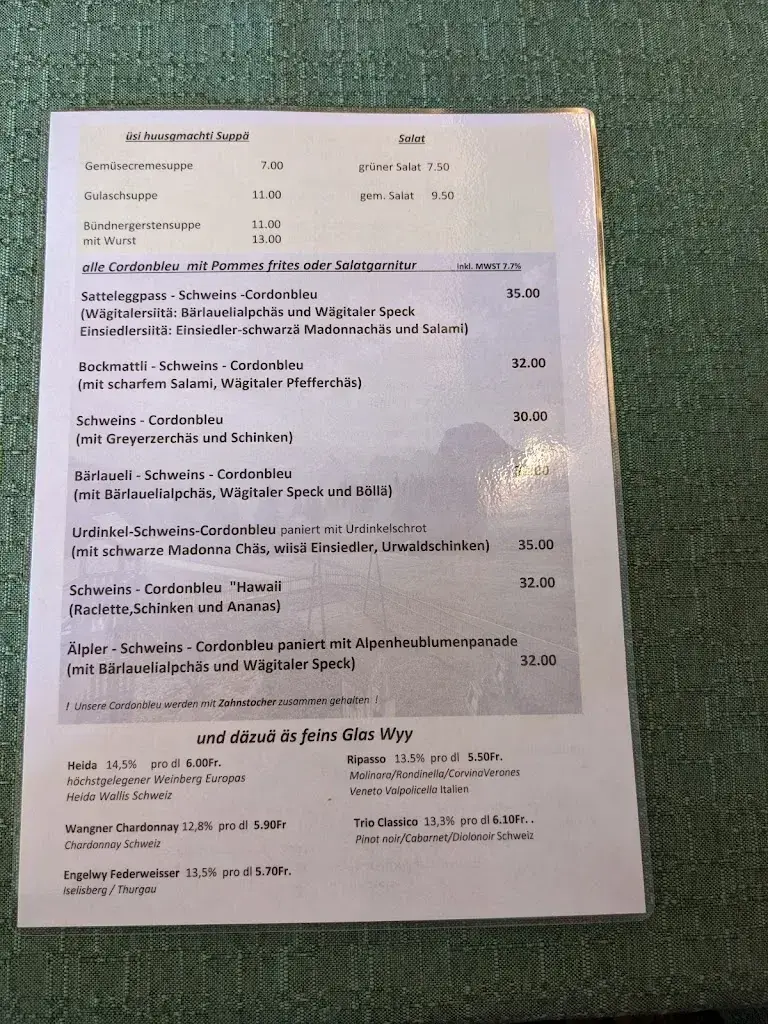 üsi huusgmachti Suppä
Gemüsecremesuppe 7.00
Gulaschsuppe 11.00
Bündnergerstensuppe 11.00
mit Wurst 13.00
Salat
grüner Salat 7.50
gem. Salat 9.50
alle Cordonbleu mit Pommes frites oder Salatgarnitur inkl. MWST 7.7%
Satteleggpass - Schweins -Cordonbleu 35.00
(Wägitalersiitä: Bärlauelialpchäs und Wägitaler Speck
Einsiedlersiitä: Einsiedler-schwarzä Madonnachäs und Salami)
Bockmattli - Schweins - Cordonbleu 32.00
(mit scharfem Salami, Wägitaler Pfefferchäs)
Schweins - Cordonbleu 30.00
(mit Greyerzerchäs und Schinken)
Bärlaueli - Schweins - Cordonbleu
(mit Bärlauelialpchäs, Wägitaler Speck und Böllä)
Urdinkel-Schweins-Cordonbleu paniert mit Urdinkelschrot
(mit schwarze Madonna Chäs, wiisä Einsiedler, Urwaldschinken) 35.00
Schweins - Cordonbleu "Hawaii 32.00
(Raclette,Schinken und Ananas)
Älpler - Schweins - Cordonbleu paniert mit Alpenheublumenpanade
(mit Bärlauelialpchäs und Wägitaler Speck) 32.00
! Unsere Cordonbleu werden mit Zahnstocher zusammen gehalten !
und däzuä äs feins Glas Wyy
Heida 14,5% pro dl 6.00Fr.
höchstgelegener Weinberg Europas
Heida Wallis Schweiz
Wangner Chardonnay 12,8% pro dl 5.90Fr
Chardonnay Schweiz
Engelwy Federweisser 13,5% pro dl 5.70Fr.
Iselisberg / Thurgau
Ripasso 13.5% pro dl 5.50Fr.
Molinara/Rondinella/CorvinaVerones
Veneto Valpolicella Italien
Trio Classico 13,3% pro dl 6.10Fr. .
Pinot noir/Cabarnet/Diolonoir Schweiz